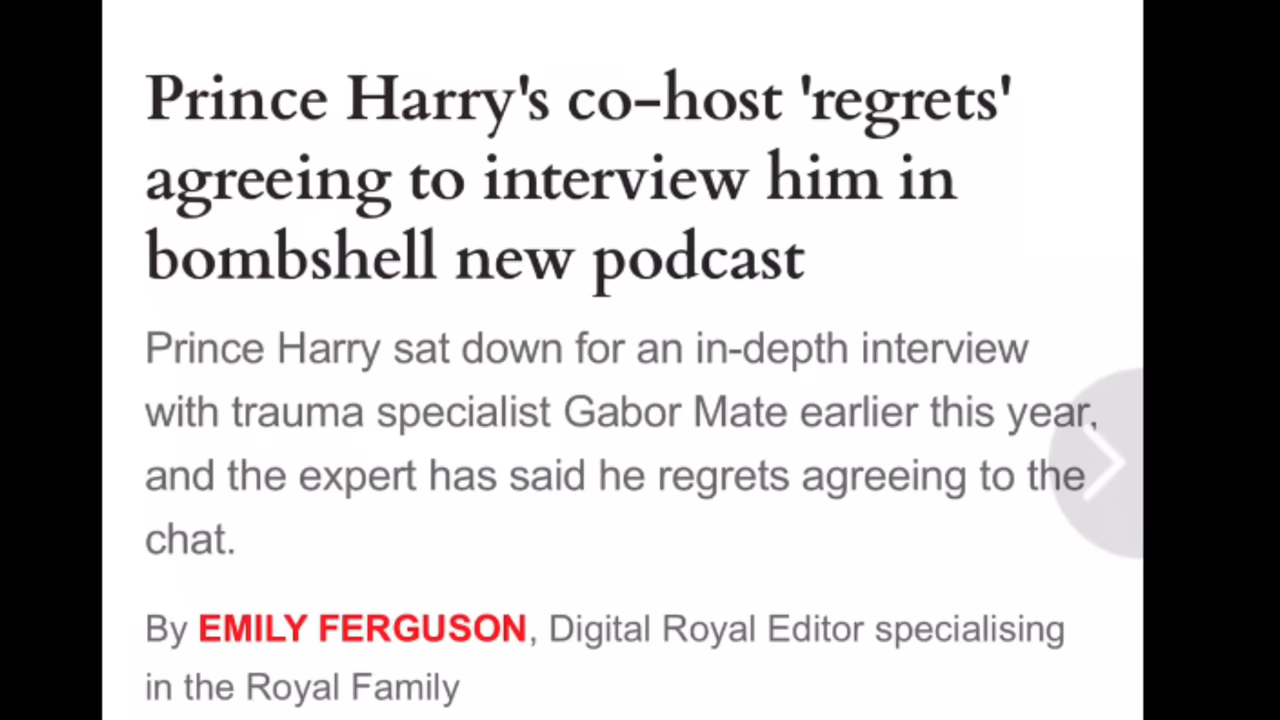 Prince Harry's co-host 'regrets'
agreeing to interview him in
bombshell new podcast
Prince Harry sat down for an in-depth interview
with trauma specialist Gabor Mate earlier this year,
and the expert has said he regrets agreeing to the
chat.
By EMILY FERGUSON, Digital Royal Editor specialising
in the Royal Family